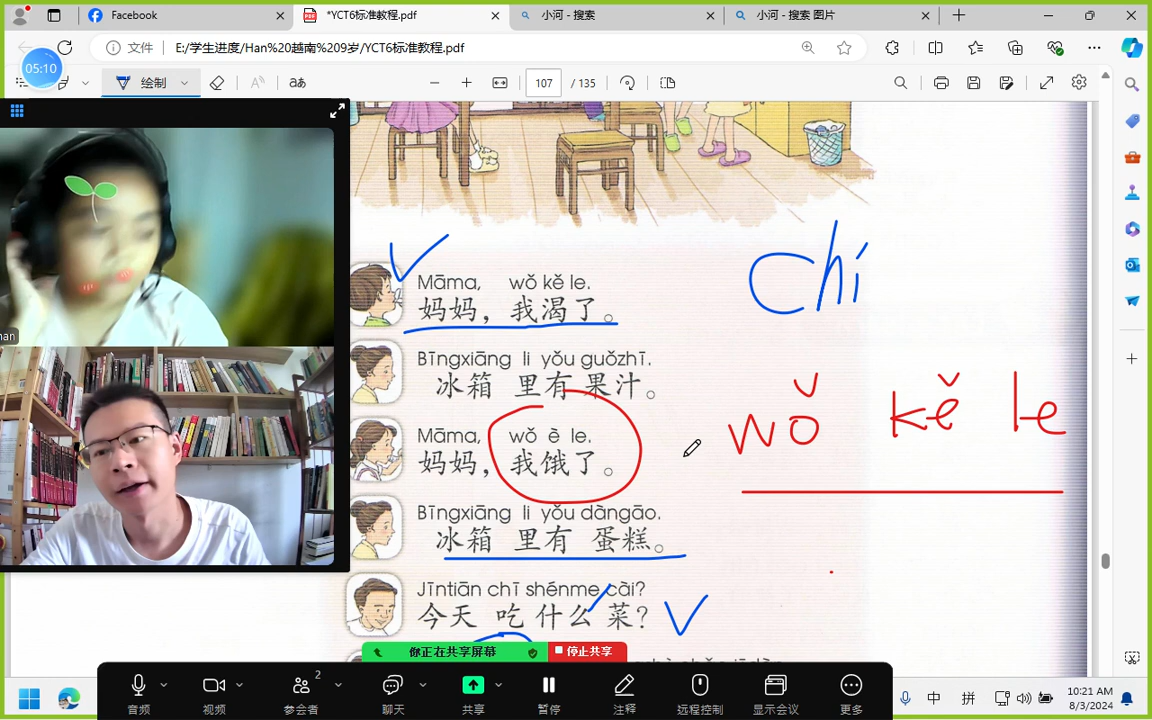 Facebook
*YCT6标准教程.pdf
小河 - 搜索
小河 - 搜索 图片
文件
E:/学生进度/Han%20越南%209岁/YCT6标准教程.pdf
05:10
绘制
aあ
107 / 135
Māma, wǒ kě le.
妈妈，我渴了。
Bīngxiāng li yǒu guǒzhī.
冰箱 里有 果汁。
Māma, wǒ è le.
妈妈，我饿了。
Bīngxiāng li yǒu dàngāo.
冰箱 里有 蛋糕。
Jīntiān chī shénme cài?
今天 吃 什么 菜？
chí
wǒ kě le
你正在共享屏幕
停止共享
音频
视频
2
参会者
聊天
共享
暂停
注释
远程控制
显示会议
更多
中
拼
10:21 AM
8/3/2024